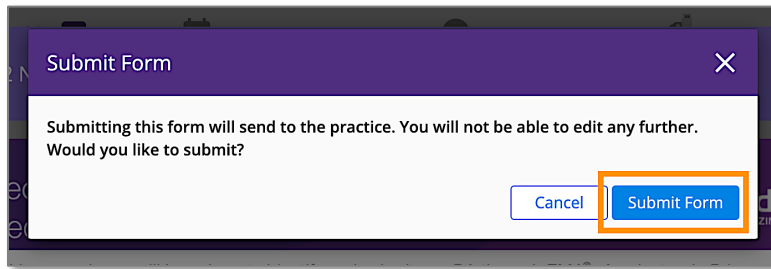 Submit Form
Submitting this form will send to the practice. You will not be able to edit any further.
Would you like to submit?
Cancel
Submit Form